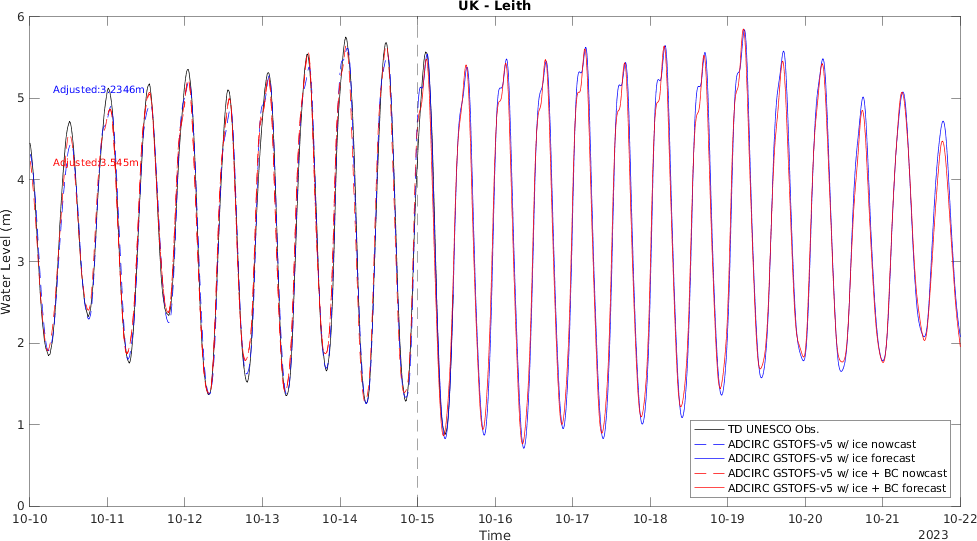 UK - Leith
6
5
4
3
2
1
0
Water Level (m)
Adjusted:3.2346m
Adjusted:3.545m
TD UNESCO Obs.
ADCIRC GSTOFS-v5 w/ ice nowcast
ADCIRC GSTOFS-v5 w/ ice forecast
ADCIRC GSTOFS-v5 w/ ice + BC nowcast
ADCIRC GSTOFS-v5 w/ ice + BC forecast
10-10 10-11 10-12 10-13 10-14 10-15 10-16 10-17 10-18 10-19 10-20 10-21 10-22
Time
2023